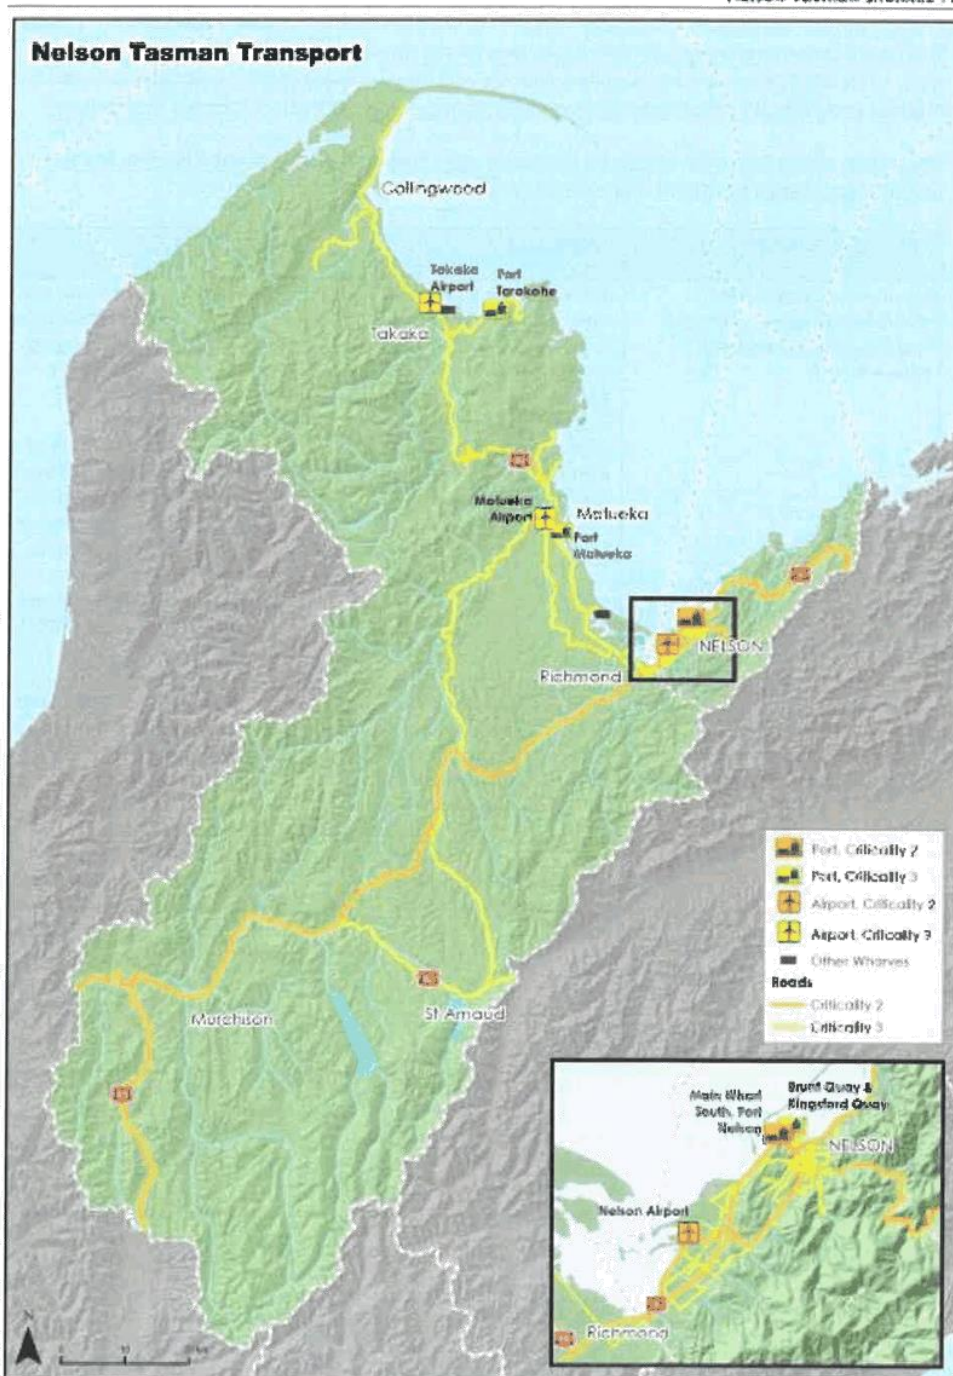 Nelson Tasman Transport
Collingwood
Takaka
Airport
Port
Tarakohe
Takaka
Motueka
Airport
Motueka
Port
Motueka
NELSON
Richmond
Port, Criticality 2
Port, Criticality 3
Airport, Criticality 2
Airport, Criticality 3
Other Wharves
Roads
Criticality 2
Criticality 3
Murchison
St Arnaud
Main Wharf
South, Port
Nelson
Brunt Quay &
Kingsford Quay
NELSON
Nelson Airport
Richmond
N
0
10